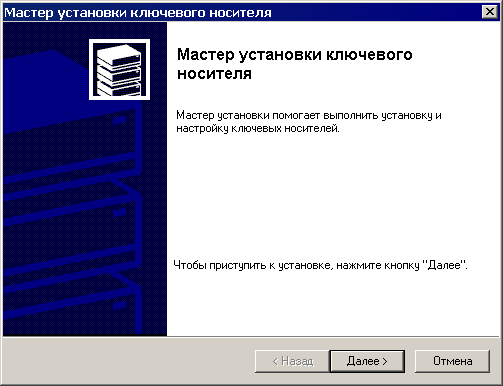 Мастер установки ключевого носителя
Мастер установки ключевого
носителя
Мастер установки помогает выполнить установку и
настройку ключевых носителей.
Чтобы приступить к установке, нажмите кнопку "Далее".
< Назад
Далее >
Отмена